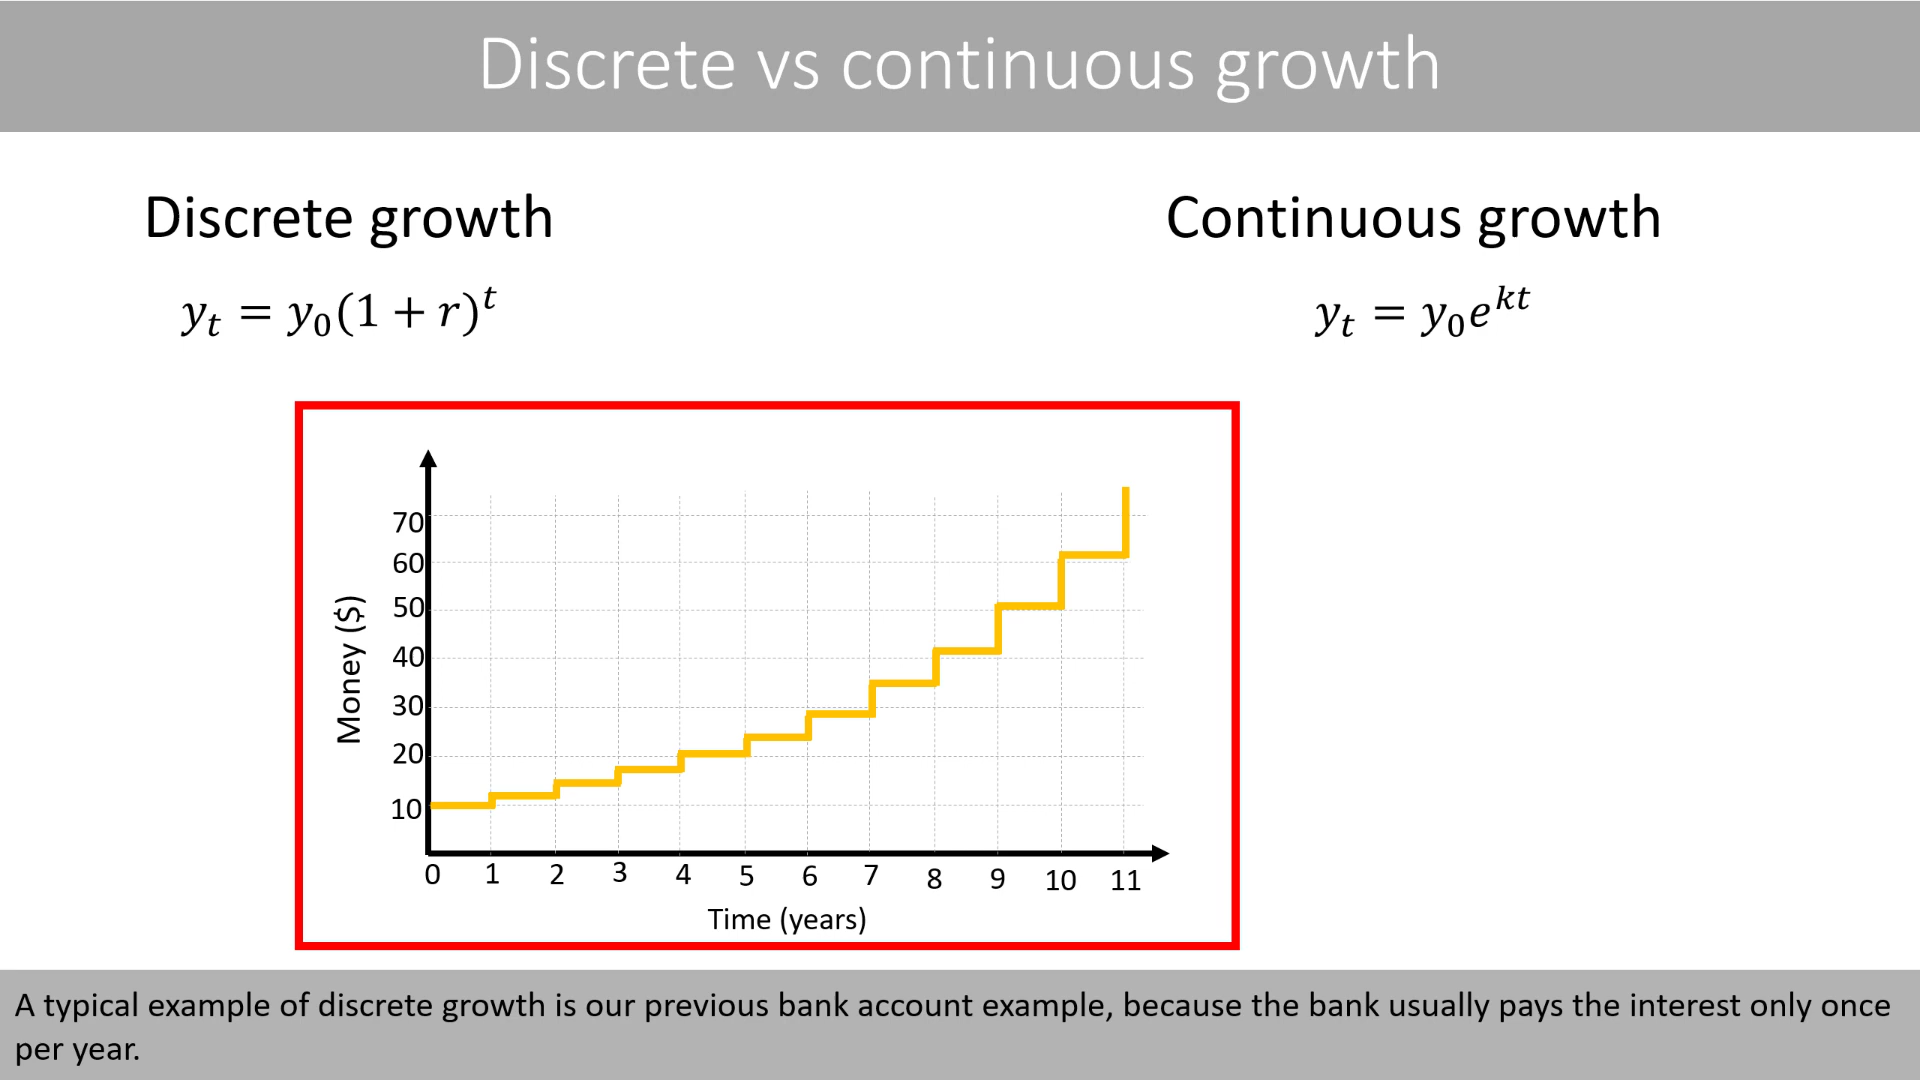 Discrete vs continuous growth
Discrete growth
Continuous growth
y_t = y_0(1 + r)^t
y_t = y_0e^{kt}
70
60
50
40
30
20
10
Money ($)
0 1 2 3 4 5 6 7 8 9 10 11
Time (years)
A typical example of discrete growth is our previous bank account example, because the bank usually pays the interest only once
per year.